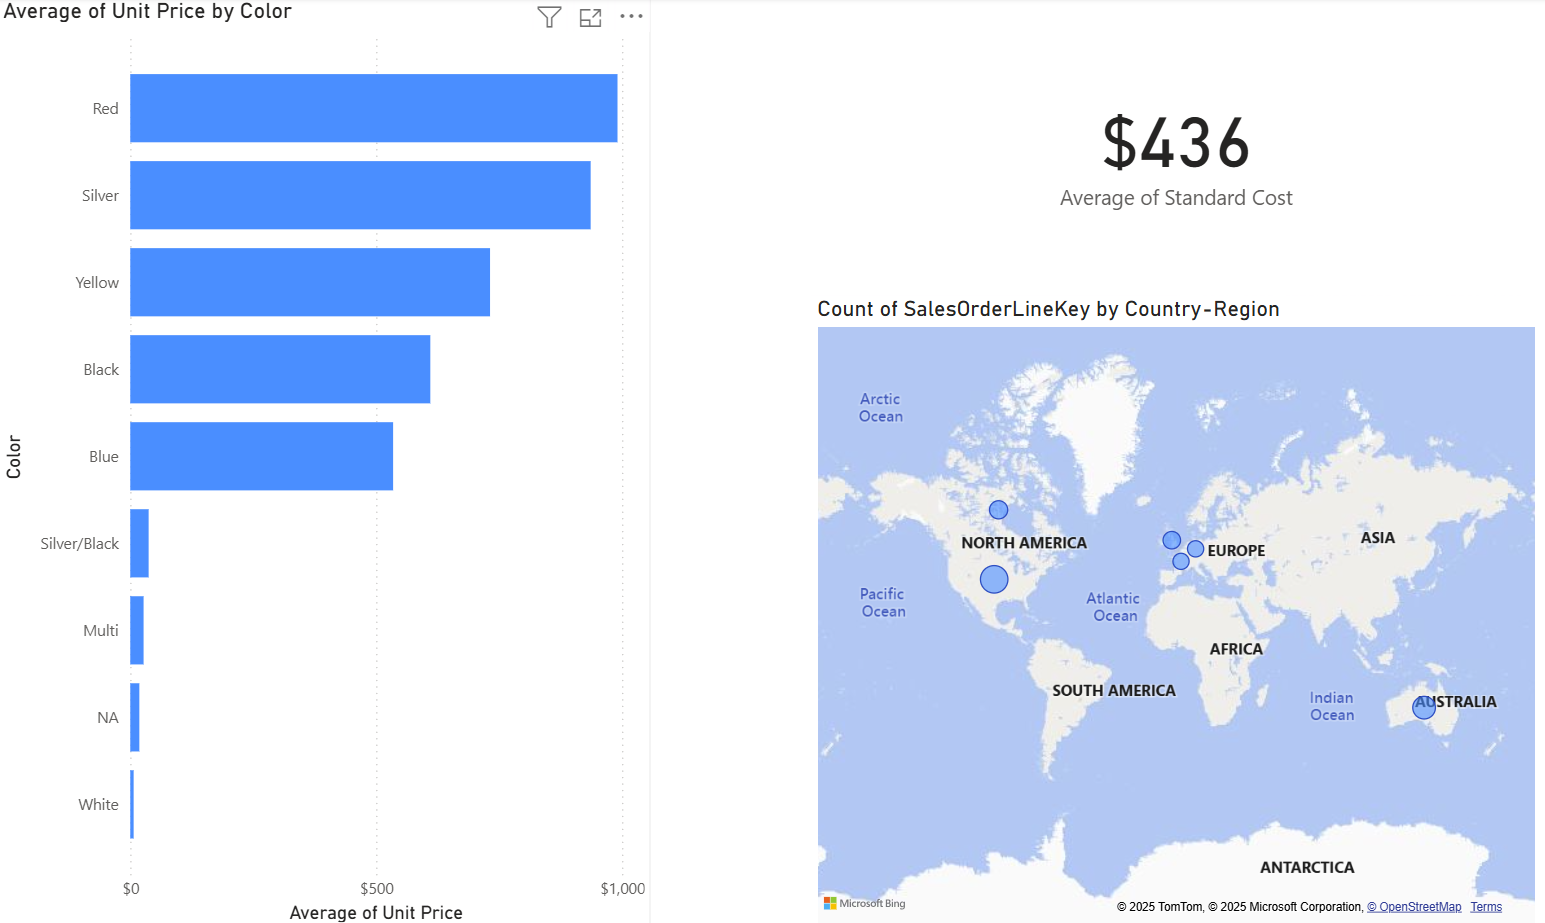 Average of Unit Price by Color
Color
Red
Silver
Yellow
Black
Blue
Silver/Black
Multi
NA
White
$0 $500 $1,000
Average of Unit Price
$436
Average of Standard Cost
Count of SalesOrderLineKey by Country-Region
Arctic
Ocean
NORTH AMERICA
EUROPE
ASIA
Pacific
Ocean
Atlantic
Ocean
AFRICA
SOUTH AMERICA
Indian
Ocean
AUSTRALIA
ANTARCTICA
Microsoft Bing
© 2025 TomTom, © 2025 Microsoft Corporation, © OpenStreetMap Terms